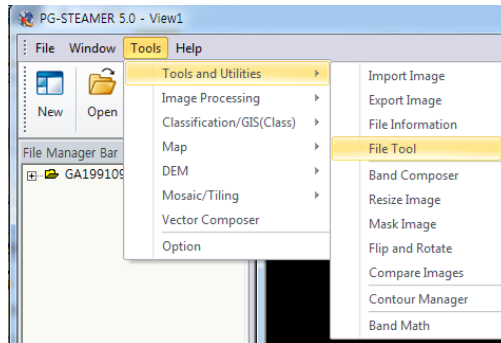 PG-STEAMER 5.0 - View1
File Window Tools Help
New Open
File Manager Bar
GA199109
Tools and Utilities
Image Processing
Classification/GIS(Class)
Map
DEM
Mosaic/Tiling
Vector Composer
Option
Import Image
Export Image
File Information
File Tool
Band Composer
Resize Image
Mask Image
Flip and Rotate
Compare Images
Contour Manager
Band Math